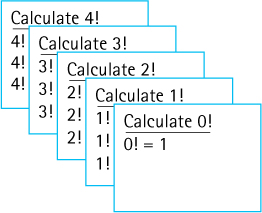 Calculate 4!
4!
4!
4!
Calculate 3!
3!
3!
3!
Calculate 2!
2!
2!
2!
Calculate 1!
1!
1!
1!
Calculate 0!
0! = 1